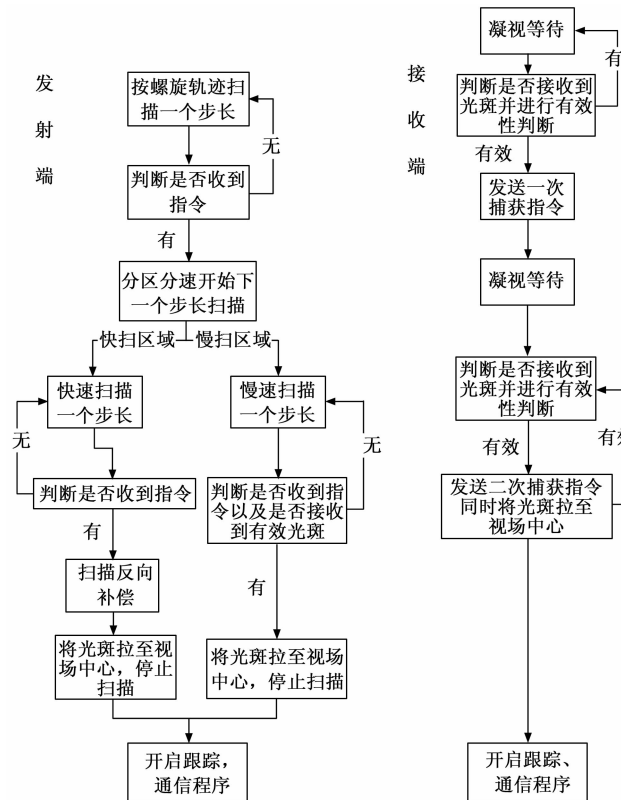 发
射
端
按螺旋轨迹扫
描一个步长
无
判断是否收到
指令
有
分区分速开始下
一个步长扫描
快扫区域
慢扫区域
快速扫描
一个步长
慢速扫描
一个步长
无
无
判断是否收到指令
判断是否收到指
令以及是否接收
到有效光斑
有
有
扫描反向
补偿
将光斑拉至视
场中心，停止
扫描
将光斑拉至视场
中心，停止扫描
开启跟踪，
通信程序
接
收
端
凝视等待
有
判断是否接收到
光斑并进行有效
性判断
有效
发送一次
捕获指令
凝视等待
判断是否接收到
光斑并进行有效
性判断
有效
发送二次捕获指令
同时将光斑拉至
视场中心
开启跟踪、
通信程序